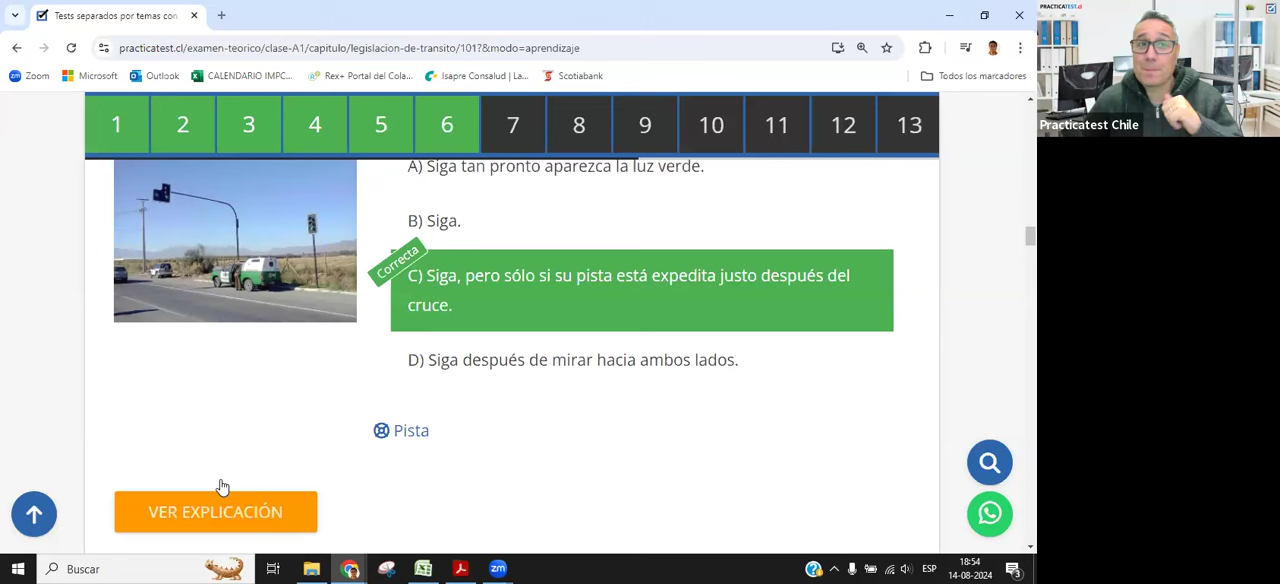 Tests separados por temas con
practicatest.cl/examen-teorico/clase-A1/capitulo/legislacion-de-transito/101?&modo=aprendizaje
Zoom
Microsoft
Outlook
CALENDARIO IMPC...
Rex+ Portal del Cola...
Isapre Consalud | La...
Scotiabank
Todos los marcadores
1 2 3 4 5 6 7 8 9 10 11 12 13
A) Siga tan pronto aparezca la luz verde.
B) Siga.
Correcta
C) Siga, pero sólo si su pista está expedita justo después del
cruce.
D) Siga después de mirar hacia ambos lados.
Pista
VER EXPLICACIÓN
PRACTICATEST.cl
Practicatest Chile
Buscar
zm
ESP
18:54
14-08-2024
3